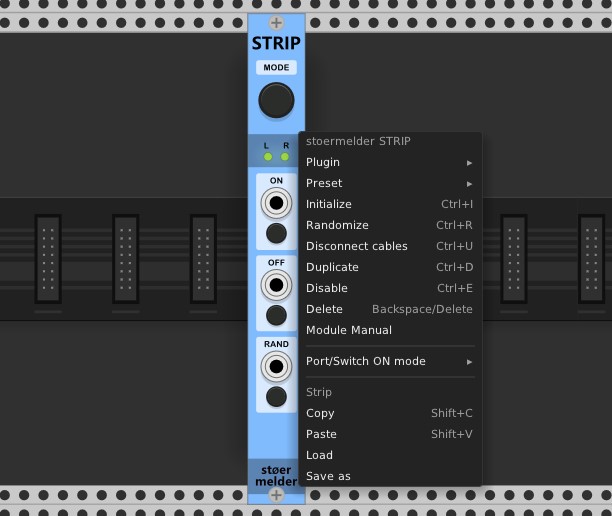 STRIP
MODE
L R
ON
OFF
RAND
støer
melder
stoermelder STRIP
Plugin ▸
Preset ▸
Initialize Ctrl+I
Randomize Ctrl+R
Disconnect cables Ctrl+U
Duplicate Ctrl+D
Disable Ctrl+E
Delete Backspace/Delete
Module Manual
Port/Switch ON mode ▸
Strip
Copy Shift+C
Paste Shift+V
Load
Save as